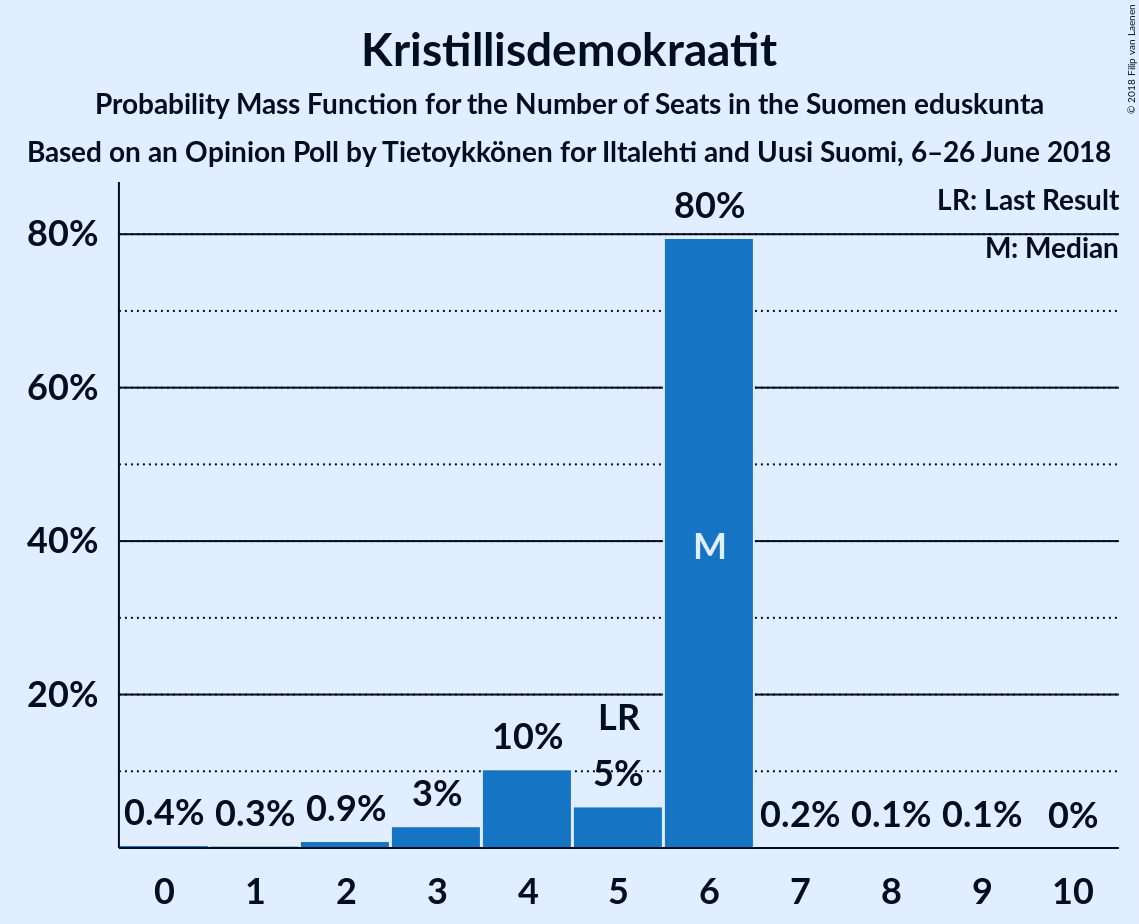 Kristillisdemokraatit
Probability Mass Function for the Number of Seats in the Suomen eduskunta
Based on an Opinion Poll by Tietoykkönen for Iltalehti and Uusi Suomi, 6–26 June 2018
© 2018 Filip van Laenen
LR: Last Result
M: Median
80%
60%
40%
20%
0.4%
0.3%
0.9%
3%
10%
LR
5%
80%
M
0.2%
0.1%
0.1%
0%
0 1 2 3 4 5 6 7 8 9 10